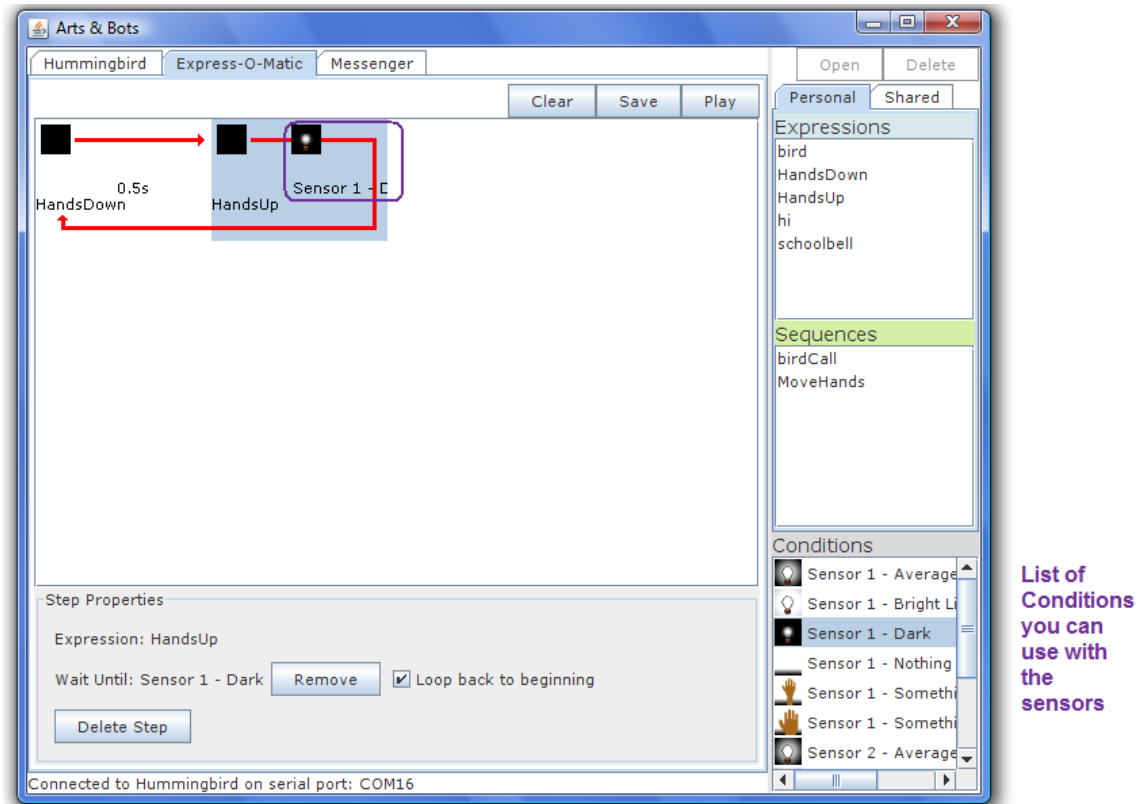 Arts & Bots
Hummingbird Express-O-Matic Messenger
Clear Save Play
0.5s
HandsDown
Sensor 1 - D
HandsUp
Step Properties
Expression: HandsUp
Wait Until: Sensor 1 - Dark Remove Loop back to beginning
Delete Step
Connected to Hummingbird on serial port: COM16
Open Delete
Personal Shared
Expressions
bird
HandsDown
HandsUp
hi
schoolbell
Sequences
birdCall
MoveHands
Conditions
Sensor 1 - Average
Sensor 1 - Bright Li
Sensor 1 - Dark
Sensor 1 - Nothing
Sensor 1 - Somethi
Sensor 1 - Somethi
Sensor 2 - Average
List of
Conditions
you can
use with
the
sensors